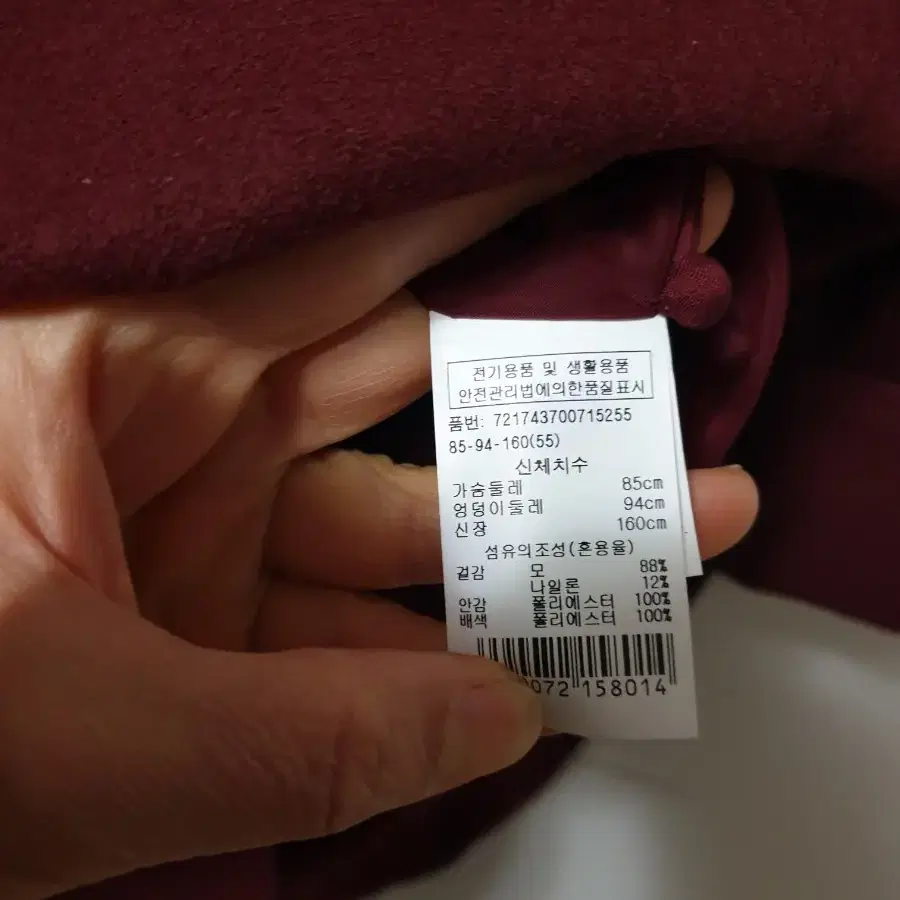 전기용품 및 생활용품
안전관리법에의한품질표시
품번: 721743700715255
85-94-160(55)
신체치수
가슴둘레 85cm
엉덩이둘레 94cm
신장 160cm
섬유의조성(혼용율)
겉감 모 88%
나일론 12%
안감 폴리에스터 100%
배색 폴리에스터 100%
072 158014